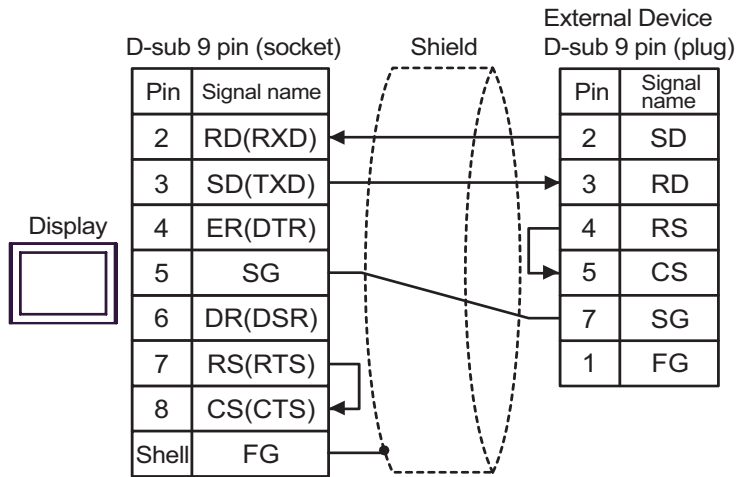 External Device
D-sub 9 pin (socket) Shield D-sub 9 pin (plug)
Pin Signal name Pin Signal
name
2 RD(RXD) 2 SD
3 SD(TXD) 3 RD
Display 4 ER(DTR) 4 RS
5 SG 5 CS
6 DR(DSR) 7 SG
7 RS(RTS) 1 FG
8 CS(CTS)
Shell FG